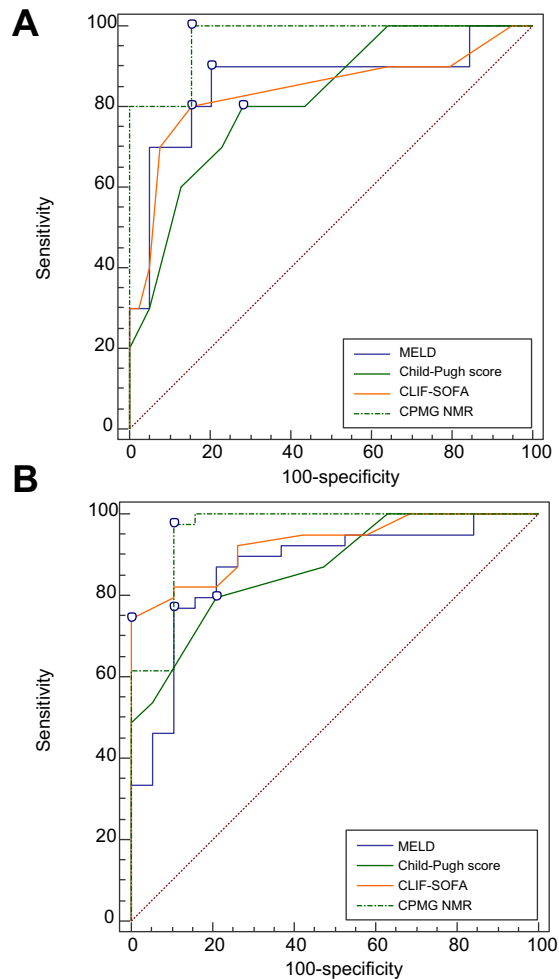 A
100
80
60
40
20
0
Sensitivity
MELD
Child-Pugh score
CLIF-SOFA
CPMG NMR
0 20 40 60 80 100
100-specificity
B
100
80
60
40
20
0
Sensitivity
MELD
Child-Pugh score
CLIF-SOFA
CPMG NMR
0 20 40 60 80 100
100-specificity